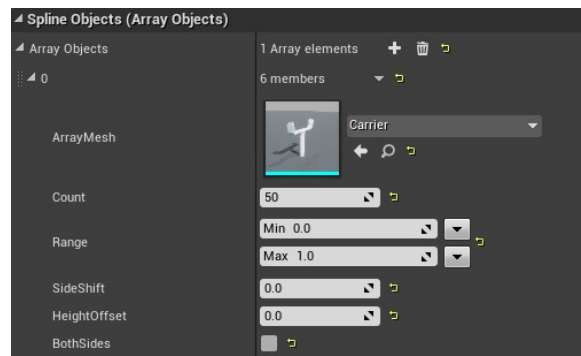 Spline Objects (Array Objects)
Array Objects 1 Array elements
0 6 members
ArrayMesh Carrier
Count 50
Range Min 0.0
Max 1.0
SideShift 0.0
HeightOffset 0.0
BothSides